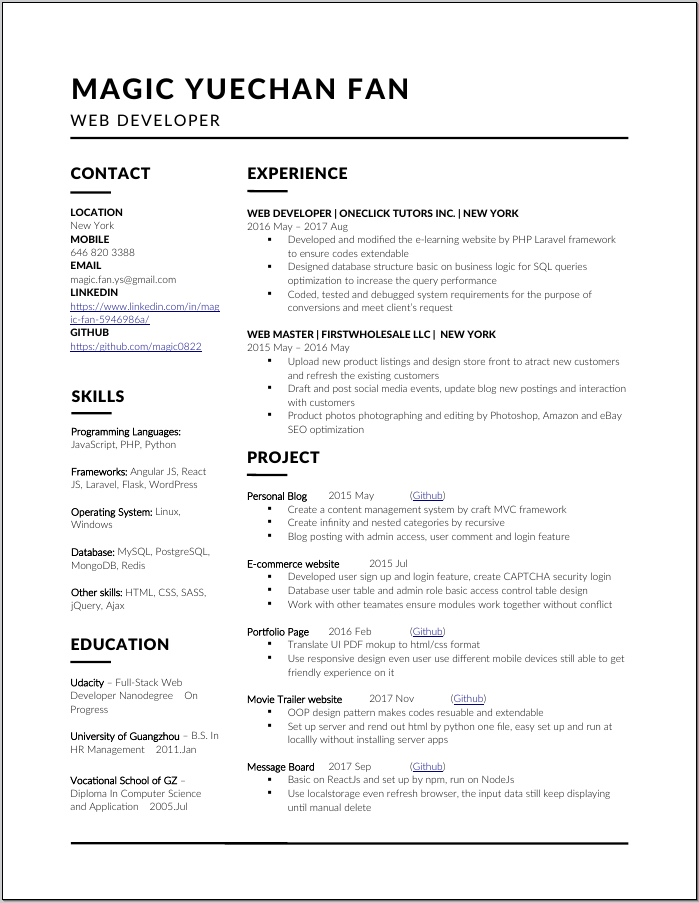 MAGIC YUECHAN FAN
WEB DEVELOPER
CONTACT
LOCATION
New York
MOBILE
646 820 3388
EMAIL
magic.fan.ys@gmail.com
LINKEDIN
https://www.linkedin.com/in/mag
ic-fan-5946986a/
GITHUB
https:/github.com/magic0822
SKILLS
Programming Languages:
JavaScript, PHP, Python
Frameworks: Angular JS, React
JS, Laravel, Flask, WordPress
Operating System: Linux,
Windows
Database: MySQL, PostgreSQL,
MongoDB, Redis
Other skills: HTML, CSS, SASS,
jQuery, Ajax
EDUCATION
Udacity – Full-Stack Web
Developer Nanodegree On
Progress
University of Guangzhou – B.S. In
HR Management 2011.Jan
Vocational School of GZ –
Diploma In Computer Science
and Application 2005.Jul
EXPERIENCE
WEB DEVELOPER | ONECLICK TUTORS INC. | NEW YORK
2016 May – 2017 Aug
▪ Developed and modified the e-learning website by PHP Laravel framework
to ensure codes extendable
▪ Designed database structure basic on business logic for SQL queries
optimization to increase the query performance
▪ Coded, tested and debugged system requirements for the purpose of
conversions and meet client's request
WEB MASTER | FIRSTWHOLESALE LLC | NEW YORK
2015 May – 2016 May
▪ Upload new product listings and design store front to atract new customers
and refresh the existing customers
▪ Draft and post social media events, update blog new postings and interaction
with customers
▪ Product photos photographing and editing by Photoshop, Amazon and eBay
SEO optimization
PROJECT
Personal Blog 2015 May (Github)
▪ Create a content management system by craft MVC framework
▪ Create infinity and nested categories by recursive
▪ Blog posting with admin access, user comment and login feature
E-commerce website 2015 Jul
▪ Developed user sign up and login feature, create CAPTCHA security login
▪ Database user table and admin role basic access control table design
▪ Work with other teamates ensure modules work together without conflict
Portfolio Page 2016 Feb (Github)
▪ Translate UI PDF mokup to html/css format
▪ Use responsive design even user use different mobile devices still able to get
friendly experience on it
Movie Trailer website 2017 Nov (Github)
▪ OOP design pattern makes codes resuable and extendable
▪ Set up server and rend out html by python one file, easy set up and run at
locallly without installing server apps
Message Board 2017 Sep (Github)
▪ Basic on ReactJs and set up by npm, run on NodeJs
▪ Use localstorage even refresh browser, the input data still keep displaying
until manual delete